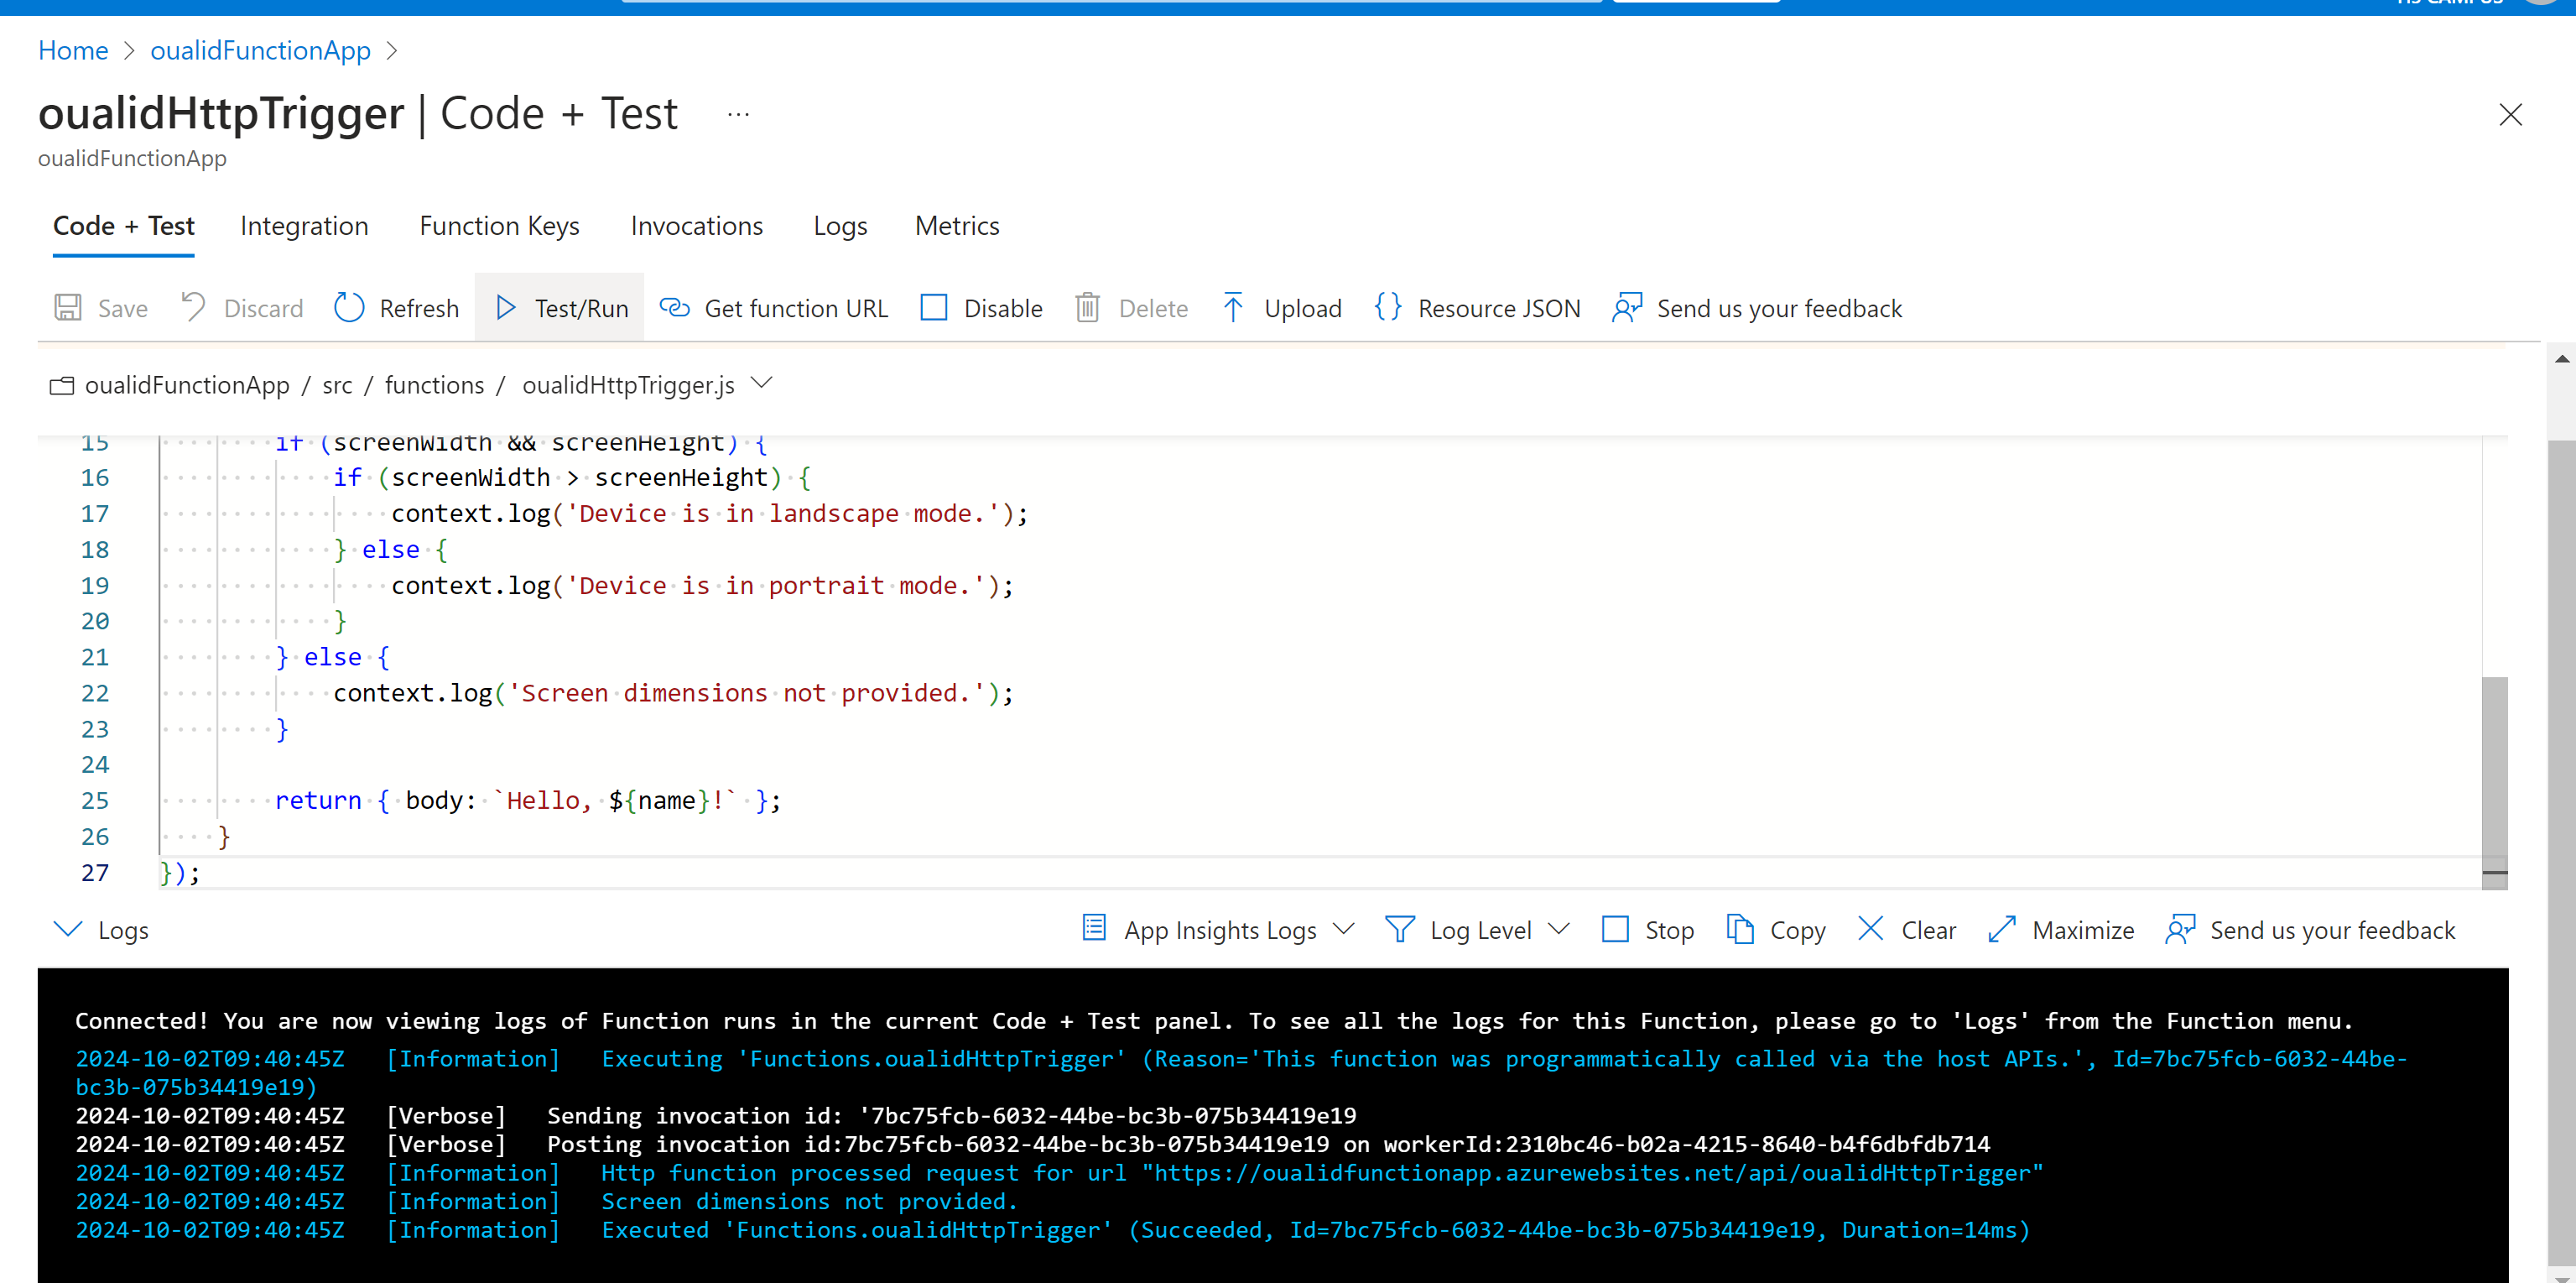 Home > oualidFunctionApp >
oualidHttpTrigger | Code + Test ...
oualidFunctionApp
Code + Test Integration Function Keys Invocations Logs Metrics
Save Discard Refresh Test/Run Get function URL Disable Delete Upload {} Resource JSON Send us your feedback
oualidFunctionApp / src / functions / oualidHttpTrigger.js
15 if (screenWidth && screenHeight) {
16 if (screenWidth > screenHeight) {
17 context.log('Device is in landscape mode.');
18 } else {
19 context.log('Device is in portrait mode.');
20 }
21 } else {
22 context.log('Screen dimensions not provided.');
23 }
24
25 return { body: `Hello, ${name}!` };
26 }
27 });
Logs App Insights Logs Log Level Stop Copy Clear Maximize Send us your feedback
Connected! You are now viewing logs of Function runs in the current Code + Test panel. To see all the logs for this Function, please go to 'Logs' from the Function menu.
2024-10-02T09:40:45Z [Information] Executing 'Functions.oualidHttpTrigger' (Reason='This function was programmatically called via the host APIs.', Id=7bc75fcb-6032-44be-
bc3b-075b34419e19)
2024-10-02T09:40:45Z [Verbose] Sending invocation id: '7bc75fcb-6032-44be-bc3b-075b34419e19
2024-10-02T09:40:45Z [Verbose] Posting invocation id:7bc75fcb-6032-44be-bc3b-075b34419e19 on workerId:2310bc46-b02a-4215-8640-b4f6dbfdb714
2024-10-02T09:40:45Z [Information] Http function processed request for url "https://oualidfunctionapp.azurewebsites.net/api/oualidHttpTrigger"
2024-10-02T09:40:45Z [Information] Screen dimensions not provided.
2024-10-02T09:40:45Z [Information] Executed 'Functions.oualidHttpTrigger' (Succeeded, Id=7bc75fcb-6032-44be-bc3b-075b34419e19, Duration=14ms)